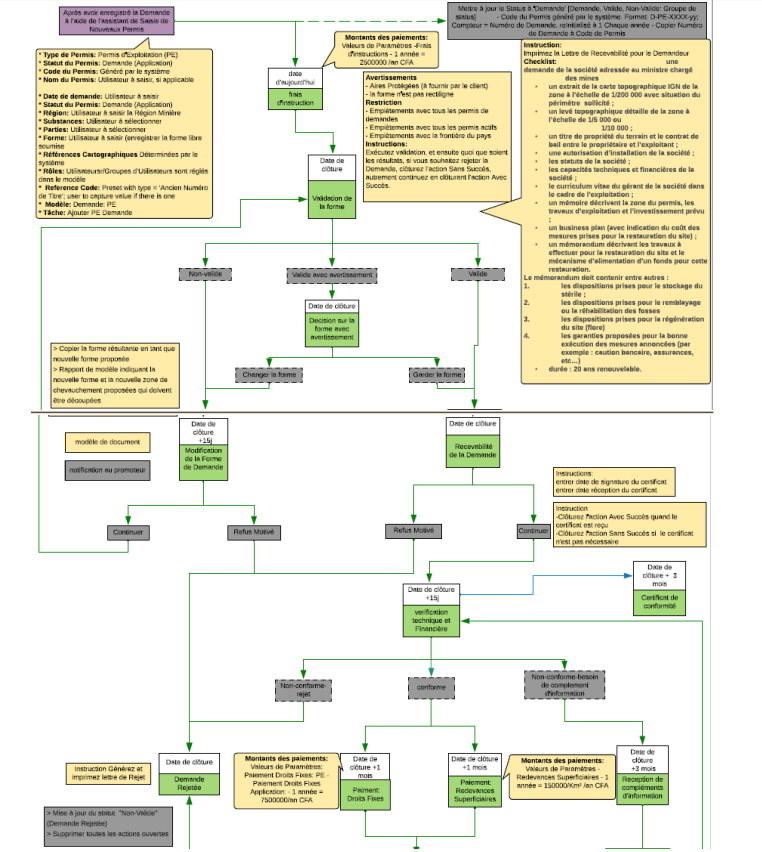 Après avoir enregistré la Demande
à l'aide de l'assistant de Saisie de
Nouveaux Permis
Mettre à jour le Status à "Demande' [Demande, Valide, Non-Valide: Groupe de
status] - Code du Permis généré par le système. Format: D-PE-XXXX-yy;
Compteur = Numéro de Demande, reinitialisé à 1 Chaque année - Copier Numéro
de Demande à Code de Permis
* Type de Permis: Permis d'Exploitation (PE)
* Statut du Permis: Demande (Application)
* Code du Permis: Généré par le système
* Nom du Permis: Utilisateur à saisir, si applicable
* Date de demande: Utilisateur à saisir
* Statut du Permis: Demande (Application)
* Région: Utilisateur à saisir la Région Minière
* Substances: Utilisateur à sélectionner
* Parties: Utilisateur à sélectionner
* Forme: Utilisateur à saisir (enregistrer la forme libre
soumise
* Références Cartographiques Déterminées par le
système
* Rôles: Utilisateurs/Groupes d'Utilisateurs sont réglés
dans le modèle
* Reference Code: Preset with type = 'Ancien Numéro
de Titre'; user to capture value if there is one
* Modèle: Demande: PE
* Tâche: Ajouter PE Demande
Montant des paiements:
Valeurs de Paramètres -Frais
d'instructions - 1 année =
2500000 /an CFA
date
d'aujourd'hui
frais
d'instruction
Avertissements
- Aires Protégées (à fournir par le client)
- la forme n'est pas rectiligne
Restriction
- Empiètements avec tous les permis de
demandes
- Empiètements avec tous les permis actifs
- Empiètements avec la frontière du pays
Instructions:
Exécutez validation, et ensuite quoi que soient
les résultats, si vous souhaitez rejeter la
Demande, clôturez l'action Sans Succès,
autrement continuez en clôturant l'action Avec
Succès.
Instruction:
Imprimez la Lettre de Recevabilité pour le Demandeur
Checklist: une
demande de la société adressée au ministre chargé
des mines
• un extrait de la carte topographique IGN de la
zone à l'échelle de 1/200 000 avec situation du
périmètre sollicité ;
• un levé topographique détaille de la zone à
l'échelle de 1/5 000 ou
1/10 000 ;
• un titre de propriété du terrain et le contrat de
bail entre le propriétaire et l'exploitant ;
• une autorisation d'installation de la société ;
• les statuts de la société ;
• les capacités techniques et financières de la
société ;
• le curriculum vitae du gérant de la société dans
le cadre de l'exploitation ;
• un mémoire décrivant la zone du permis, les
travaux d'exploitation et l'investissement prévu
;
• un business plan (avec indication du coût des
mesures prises pour la restauration du site) ;
• un mémorandum décrivant les travaux à
effectuer pour la restauration du site et le
mécanisme d'alimentation d'un fonds pour cette
restauration.
Le mémorandum doit contenir entre autres :
1. les dispositions prises pour le stockage du
stérile ;
2. les dispositions prises pour le remblayage
ou la réhabilitation des fosses
3. les dispositions prises pour la régénération
du site (flore)
4. les garanties proposées pour la bonne
exécution des mesures annoncées (par
exemple : caution bancaire, assurances,
etc...)
• durée : 20 ans renouvelable.
Date de
clôture
Validation de
la forme
Non-valide
Valide avec avertissement
Valide
Date de clôture
Decision sur la
forme avec
avertissement
Changer la forme
Garder la forme
> Copier la forme résultante en tant que
nouvelle forme proposée
> Rapport de modèle indiquant la
nouvelle forme et la nouvelle zone de
chevauchement proposées qui doivent
être découpées
modèle de document
notification au promoteur
Date de
clôture
+15j
Modification
de la Forme
de Demande
Date de clôture
Recevabilité
de la Demande
Instructions:
entrer date de signature du certificat
entrer date réception du certificat
Instruction
-Clôturez l'action Avec Succès quand le
certificat est reçu
-Clôturez l'action Sans Succès si le certificat
n'est pas nécessaire
Continuer
Refus Motivé
Refus Motivé
Continuer
Date de clôture
+15j
verification
technique et
Financière
Date de
clôture + 3
mois
Certificat de
conformité
Non-conforme-
rejet
conforme
Non-conforme-besoin
de complement
d'information
Instruction Générez et
imprimez lettre de Rejet
Date de clôture
Demande
Rejetée
Montant des paiements:
Valeurs de Paramètres:
Paiement Droits Fixes: PE -
Paiement Droits Fixes
Application: - 1 année =
7500000/an CFA
Date de
clôture +1
mois
Paiment:
Droits Fixes
Date de clôture
+1 mois
Paiement:
Redevances
Superficiaires
Montant des paiements:
Valeurs de Paramètres -
Redevances Superficiaires - 1
année = 150000/Km² /an CFA
Date de
clôture
+3 mois
Réception de
compléments
d'information
> Mise à jour du statut "Non-Valide"
(Demande Rejetée)
> Supprimer toutes les actions ouvertes